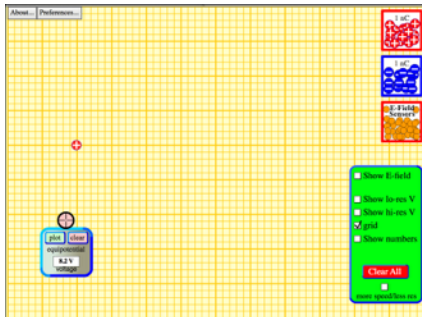 About... Preferences...
1 nC
1 nC
E-Field
Sensors
Show E-field
Show lo-res V
Show hi-res V
grid
Show numbers
Clear All
more speed/less res
plot clear
equipotential
8.2 V
voltage